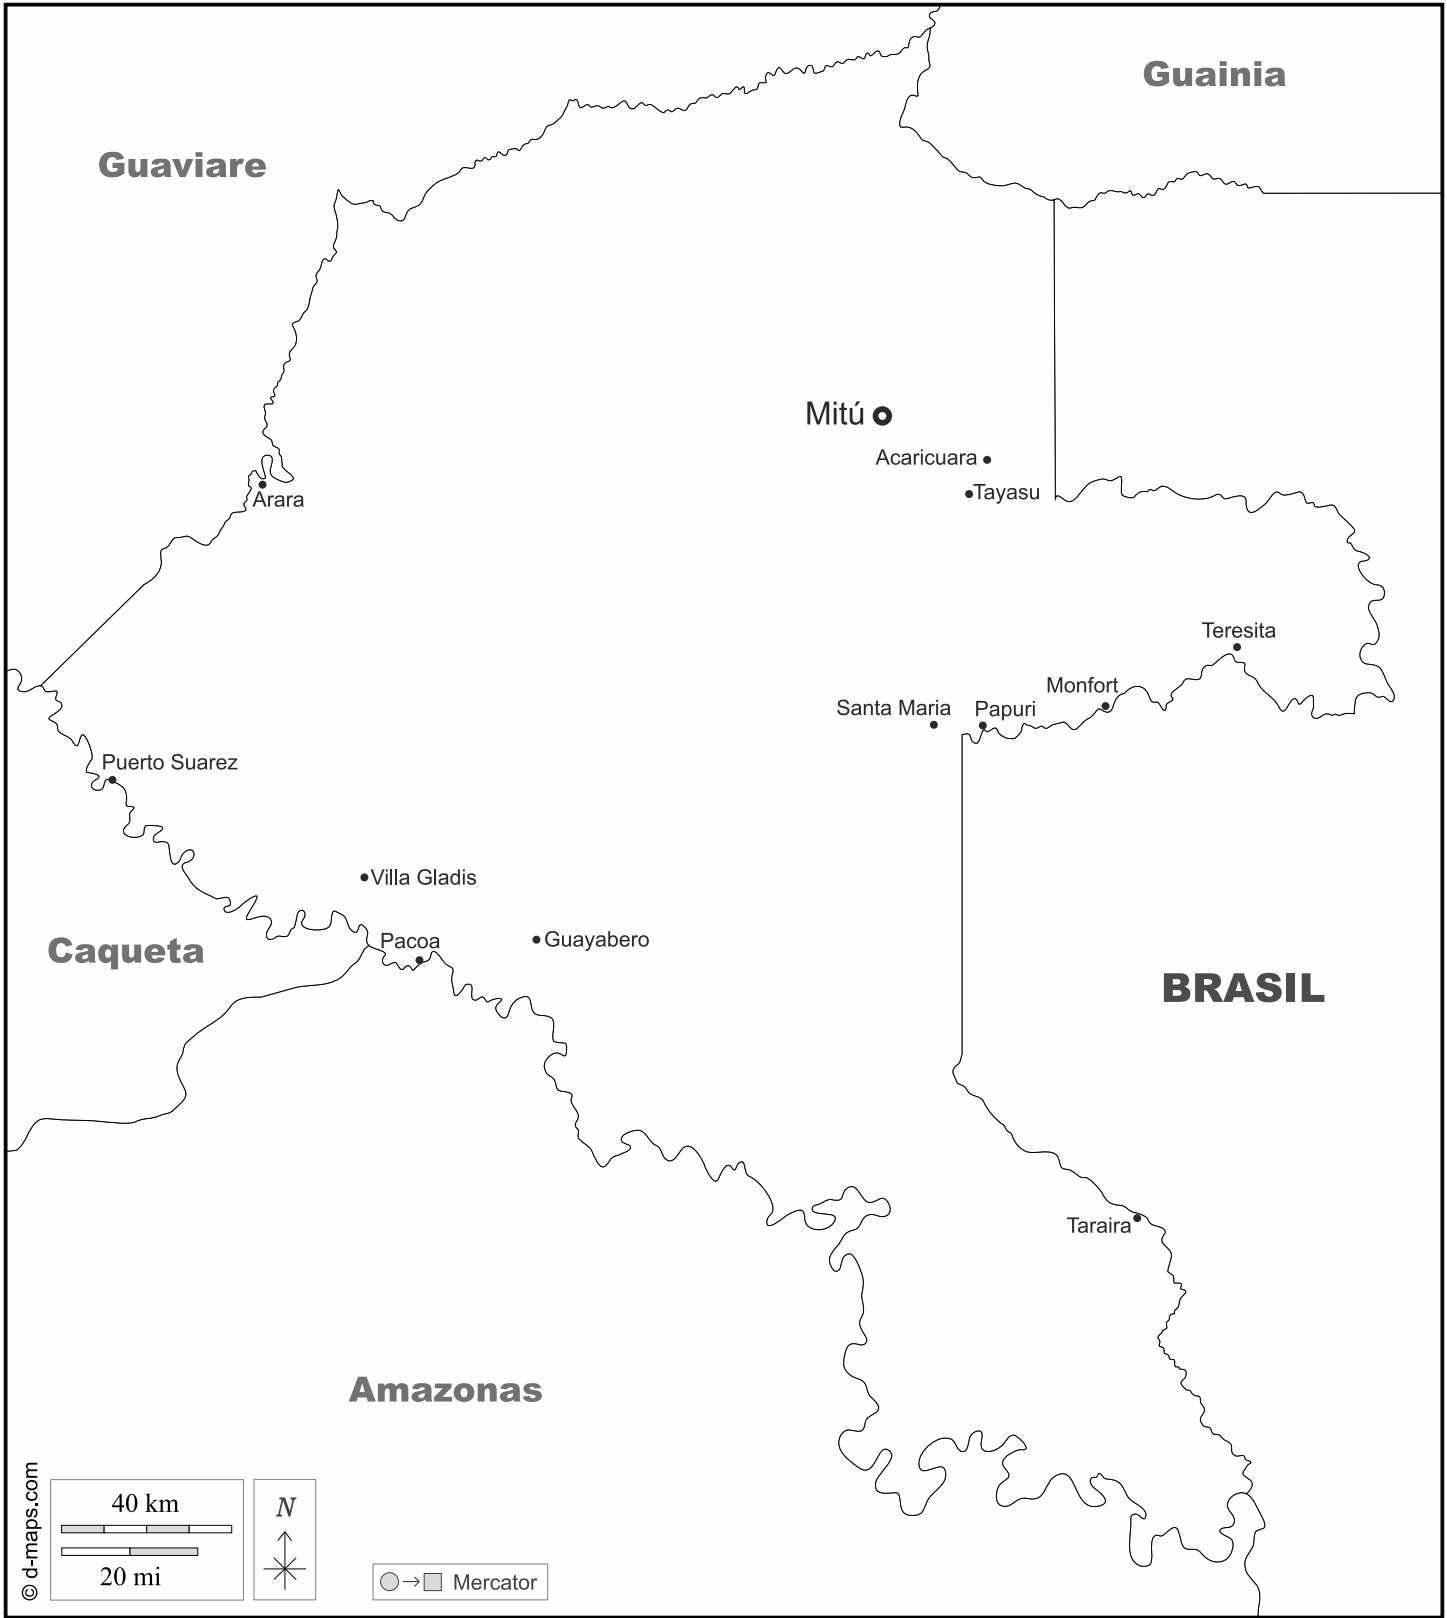 Guainia
Guaviare
Mitú
Acaricuara
Tayasu
Arara
Teresita
Monfort
Santa Maria
Papuri
Puerto Suarez
Villa Gladis
Pacoa
Guayabero
Caqueta
BRASIL
Taraira
Amazonas
© d-maps.com
40 km
20 mi
N
Mercator